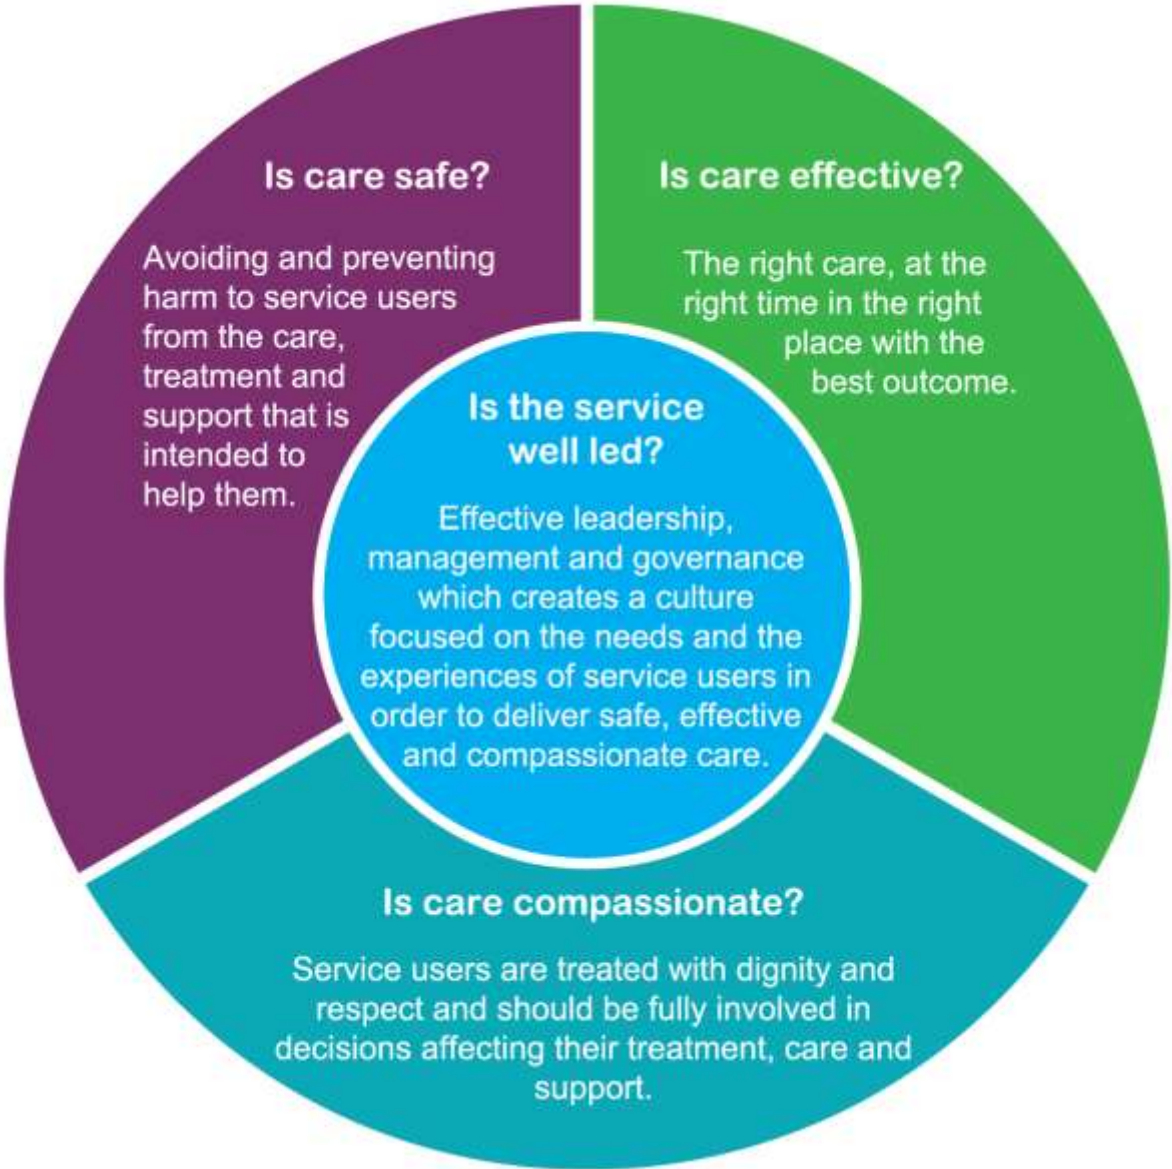 Is care safe?
Avoiding and preventing
harm to service users
from the care,
treatment and
support that is
intended to
help them.
Is care effective?
The right care, at the
right time in the right
place with the
best outcome.
Is the service
well led?
Effective leadership,
management and governance
which creates a culture
focused on the needs and the
experiences of service users in
order to deliver safe, effective
and compassionate care.
Is care compassionate?
Service users are treated with dignity and
respect and should be fully involved in
decisions affecting their treatment, care and
support.